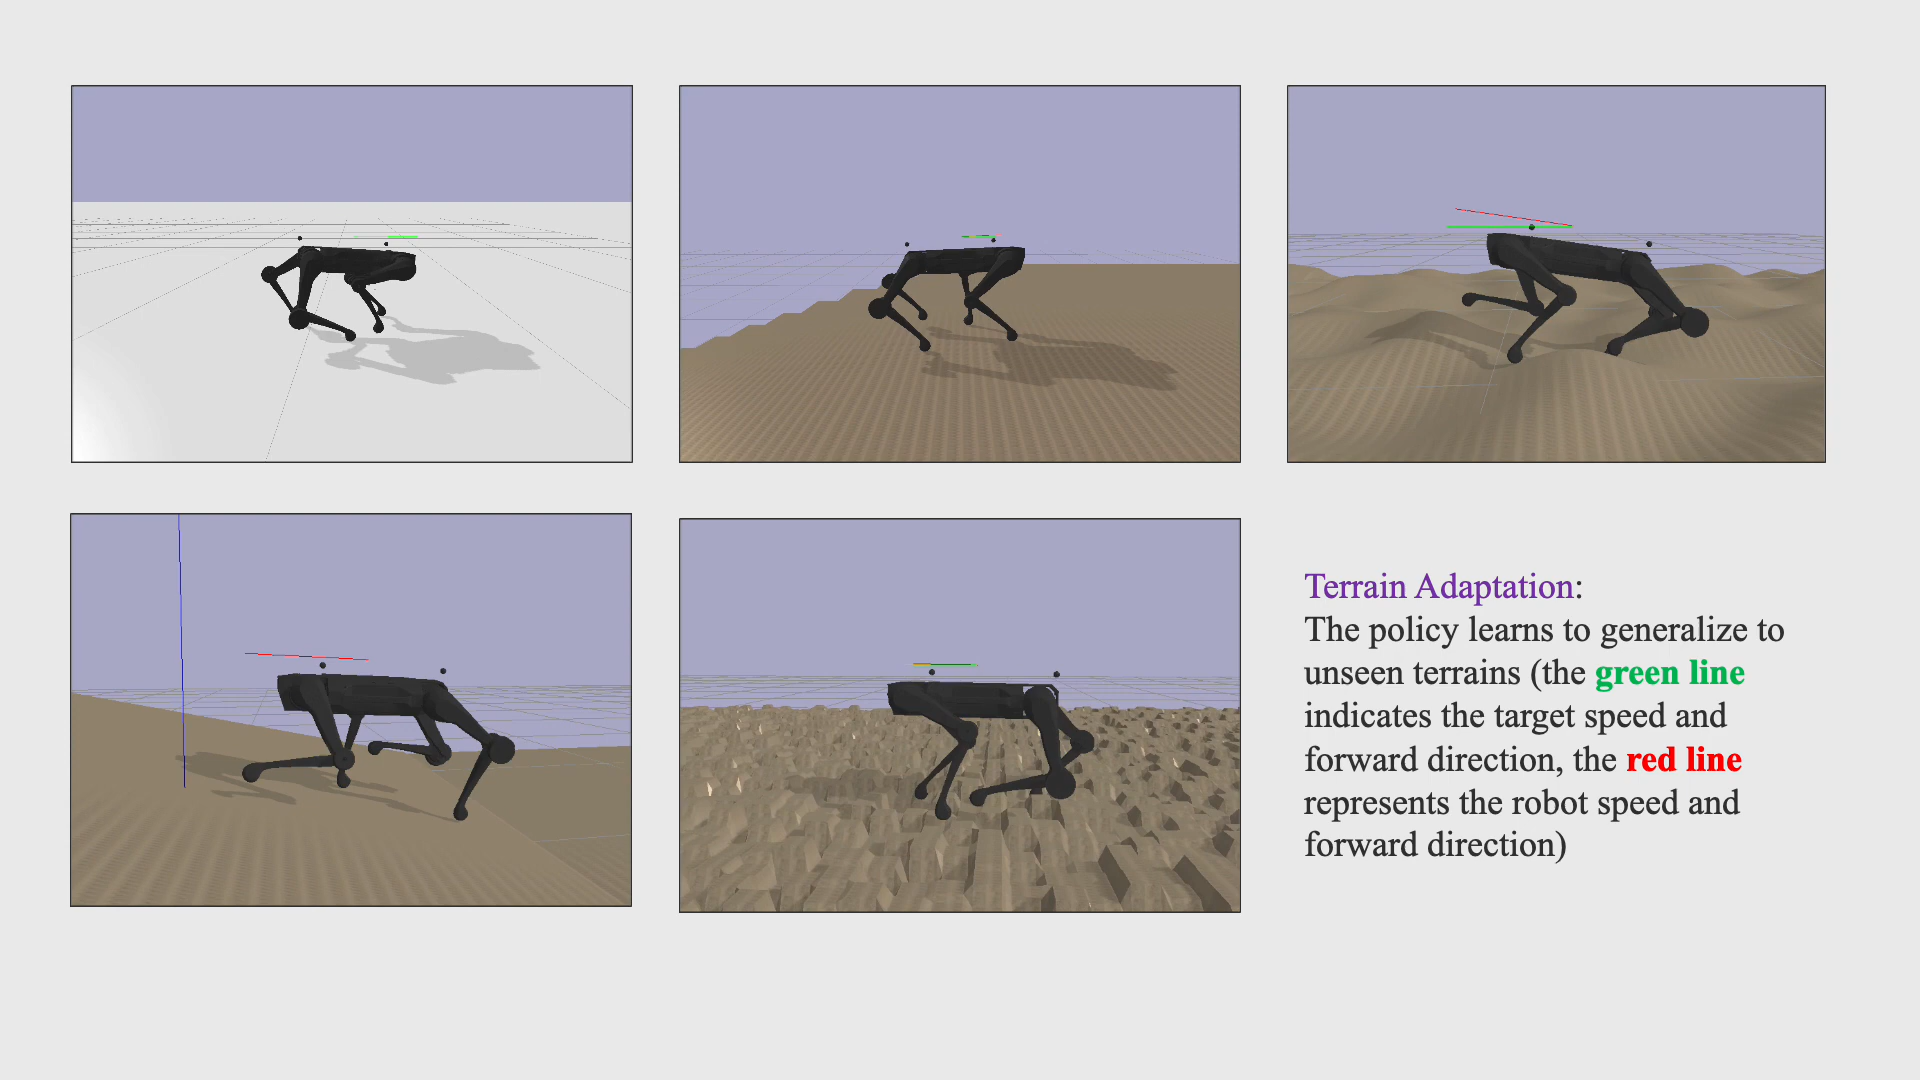 Terrain Adaptation:
The policy learns to generalize to
unseen terrains (the green line
indicates the target speed and
forward direction, the red line
represents the robot speed and
forward direction)